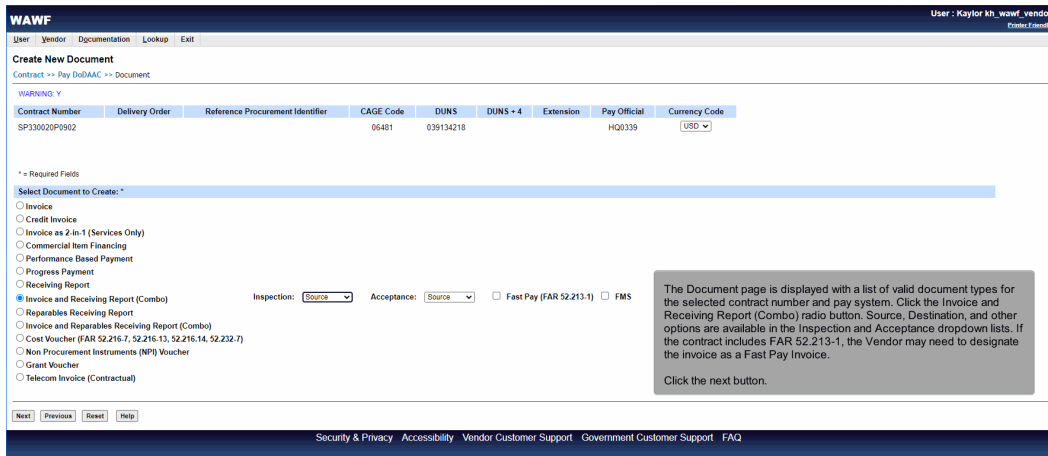 WAWF
User : Kaylor kh_wawf_vendo
Printer Friendl
User Vendor Documentation Lookup Exit
Create New Document
Contract >> Pay DoDAAC >> Document
WARNING: Y
Contract Number Delivery Order Reference Procurement Identifier CAGE Code DUNS DUNS + 4 Extension Pay Official Currency Code
SP330020P0902 06481 039134218 HQ0339 USD
* = Required Fields
Select Document to Create: *
Invoice
Credit Invoice
Invoice as 2-in-1 (Services Only)
Commercial Item Financing
Performance Based Payment
Progress Payment
Receiving Report
Invoice and Receiving Report (Combo) Inspection: Source Acceptance: Source Fast Pay (FAR 52.213-1) FMS
Reparables Receiving Report
Invoice and Reparables Receiving Report (Combo)
Cost Voucher (FAR 52.216-7, 52.216-13, 52.216.14, 52.232-7)
Non Procurement Instruments (NPI) Voucher
Grant Voucher
Telecom Invoice (Contractual)
The Document page is displayed with a list of valid document types for
the selected contract number and pay system. Click the Invoice and
Receiving Report (Combo) radio button. Source, Destination, and other
options are available in the Inspection and Acceptance dropdown lists. If
the contract includes FAR 52.213-1, the Vendor may need to designate
the invoice as a Fast Pay Invoice.
Click the next button.
Next Previous Reset Help
Security & Privacy Accessibility Vendor Customer Support Government Customer Support FAQ